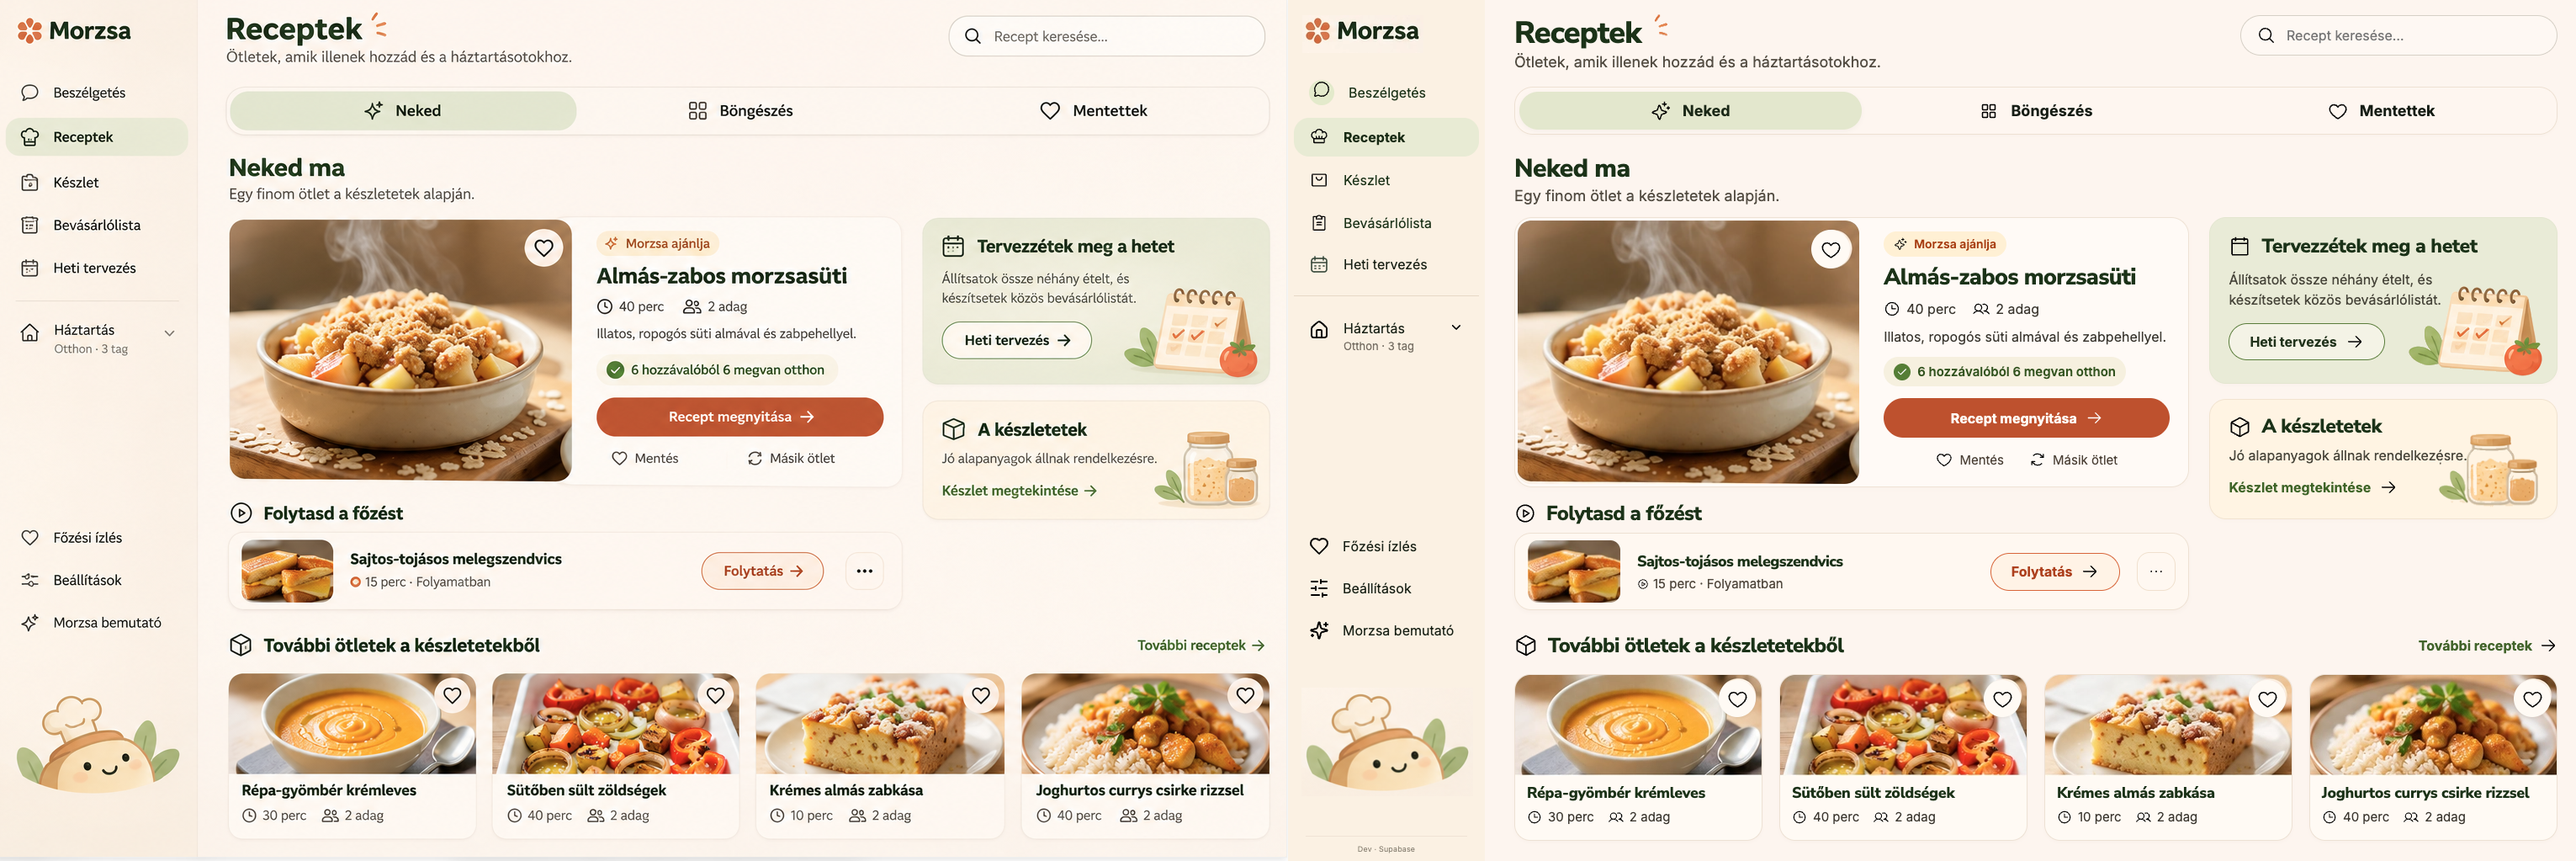 Morzsa
Beszélgetés
Receptek
Készlet
Bevásárlólista
Heti tervezés
Háztartás
Otthon · 3 tag
Főzési ízlés
Beállítások
Morzsa bemutató
Receptek
Ötletek, amik illenek hozzád és a háztartásotokhoz.
Recept keresése...
Neked
Böngészés
Mentettek
Neked ma
Egy finom ötlet a készletetek alapján.
Morzsa ajánlja
Almás-zabos morzsasüti
40 perc 2 adag
Illatos, ropogós süti almával és zabpehellyel.
6 hozzávalóból 6 megvan otthon
Recept megnyitása →
Mentés Másik ötlet
Tervezzétek meg a hetet
Állítsatok össze néhány ételt, és
készítsetek közös bevásárlólistát.
Heti tervezés →
A készletetek
Jó alapanyagok állnak rendelkezésre.
Készlet megtekintése →
Folytasd a főzést
Sajtos-tojásos melegszendvics
15 perc · Folyamatban
Folytatás →
További ötletek a készletetekből
További receptek →
Répa-gyömbér krémleves
30 perc 2 adag
Sütőben sült zöldségek
40 perc 2 adag
Krémes almás zabkása
10 perc 2 adag
Joghurtos currys csirke rizzsel
40 perc 2 adag
Morzsa
Beszélgetés
Receptek
Készlet
Bevásárlólista
Heti tervezés
Háztartás
Otthon · 3 tag
Főzési ízlés
Beállítások
Morzsa bemutató
Dev · Supabase
Receptek
Ötletek, amik illenek hozzád és a háztartásotokhoz.
Recept keresése...
Neked
Böngészés
Mentettek
Neked ma
Egy finom ötlet a készletetek alapján.
Morzsa ajánlja
Almás-zabos morzsasüti
40 perc 2 adag
Illatos, ropogós süti almával és zabpehellyel.
6 hozzávalóból 6 megvan otthon
Recept megnyitása →
Mentés Másik ötlet
Tervezzétek meg a hetet
Állítsatok össze néhány ételt, és
készítsetek közös bevásárlólistát.
Heti tervezés →
A készletetek
Jó alapanyagok állnak rendelkezésre.
Készlet megtekintése →
Folytasd a főzést
Sajtos-tojásos melegszendvics
15 perc · Folyamatban
Folytatás →
További ötletek a készletetekből
További receptek →
Répa-gyömbér krémleves
30 perc 2 adag
Sütőben sült zöldségek
40 perc 2 adag
Krémes almás zabkása
10 perc 2 adag
Joghurtos currys csirke rizzsel
40 perc 2 adag